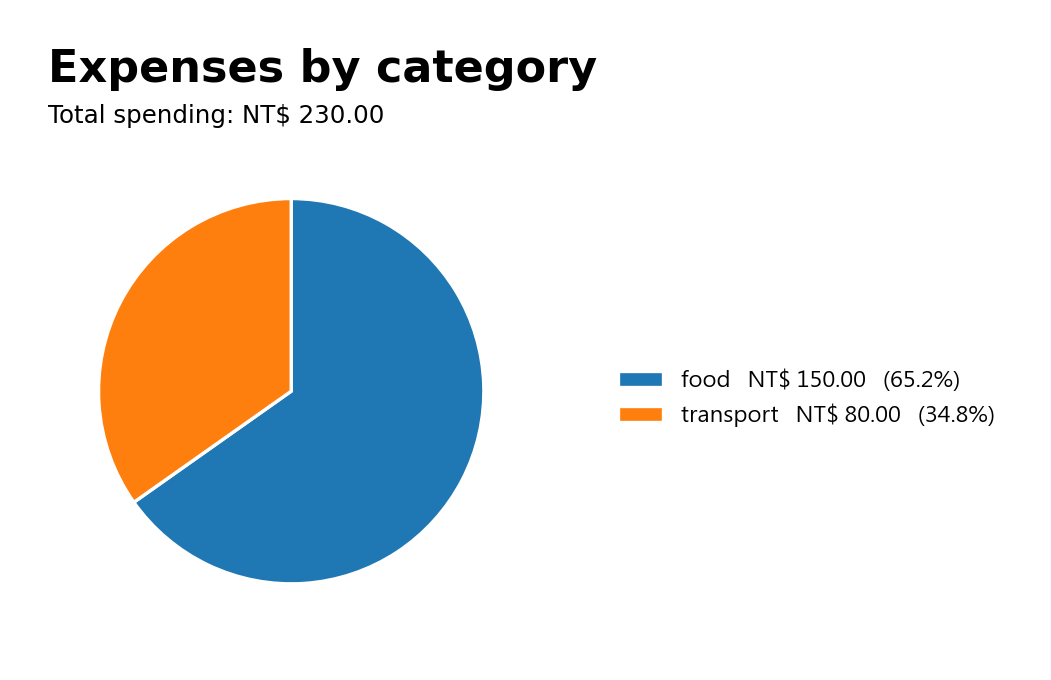 Expenses by category
Total spending: NT$ 230.00
food NT$ 150.00 (65.2%)
transport NT$ 80.00 (34.8%)